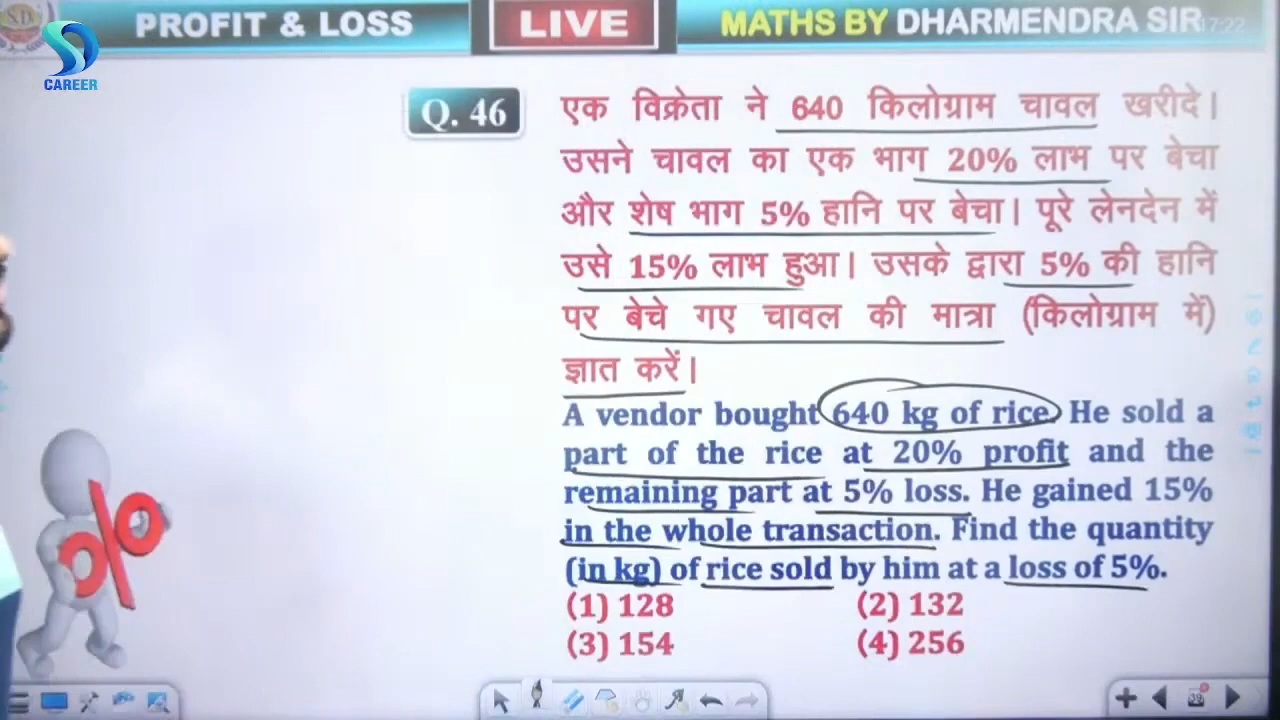 PROFIT & LOSS
LIVE
MATHS BY DHARMENDRA SIR
17:22
S.D.
CAREER
Q. 46
एक विक्रेता ने 640 किलोग्राम चावल खरीदे।
उसने चावल का एक भाग 20% लाभ पर बेचा
और शेष भाग 5% हानि पर बेचा। पूरे लेनदेन में
उसे 15% लाभ हुआ। उसके द्वारा 5% की हानि
पर बेचे गए चावल की मात्रा (किलोग्राम में)
ज्ञात करें।
A vendor bought 640 kg of rice. He sold a
part of the rice at 20% profit and the
remaining part at 5% loss. He gained 15%
in the whole transaction. Find the quantity
(in kg) of rice sold by him at a loss of 5%.
(1) 128 (2) 132
(3) 154 (4) 256
39